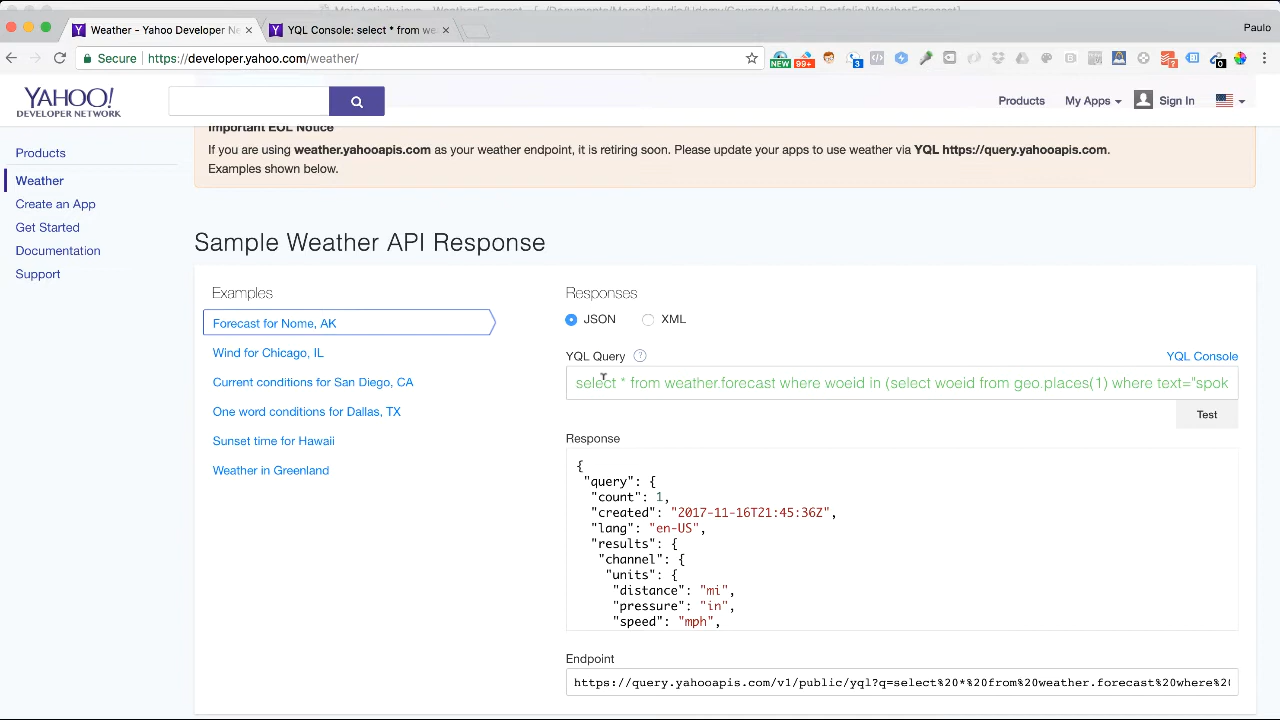 Weather - Yahoo Developer N
YQL Console: select * from we
Paulo
Secure
https://developer.yahoo.com/weather/
NEW
99+
3
?
0
YAHOO!
DEVELOPER NETWORK
Products
My Apps
Sign In
Products
Weather
Create an App
Get Started
Documentation
Support
Important EOL Notice
If you are using weather.yahooapis.com as your weather endpoint, it is retiring soon. Please update your apps to use weather via YQL https://query.yahooapis.com.
Examples shown below.
Sample Weather API Response
Examples
Forecast for Nome, AK
Wind for Chicago, IL
Current conditions for San Diego, CA
One word conditions for Dallas, TX
Sunset time for Hawaii
Weather in Greenland
Responses
JSON
XML
YQL Query ?
YQL Console
select * from weather.forecast where woeid in (select woeid from geo.places(1) where text="spok
Test
Response
{
"query": {
"count": 1,
"created": "2017-11-16T21:45:36Z",
"lang": "en-US",
"results": {
"channel": {
"units": {
"distance": "mi",
"pressure": "in",
"speed": "mph",
Endpoint
https://query.yahooapis.com/v1/public/yql?q=select%20*%20from%20weather.forecast%20where%2